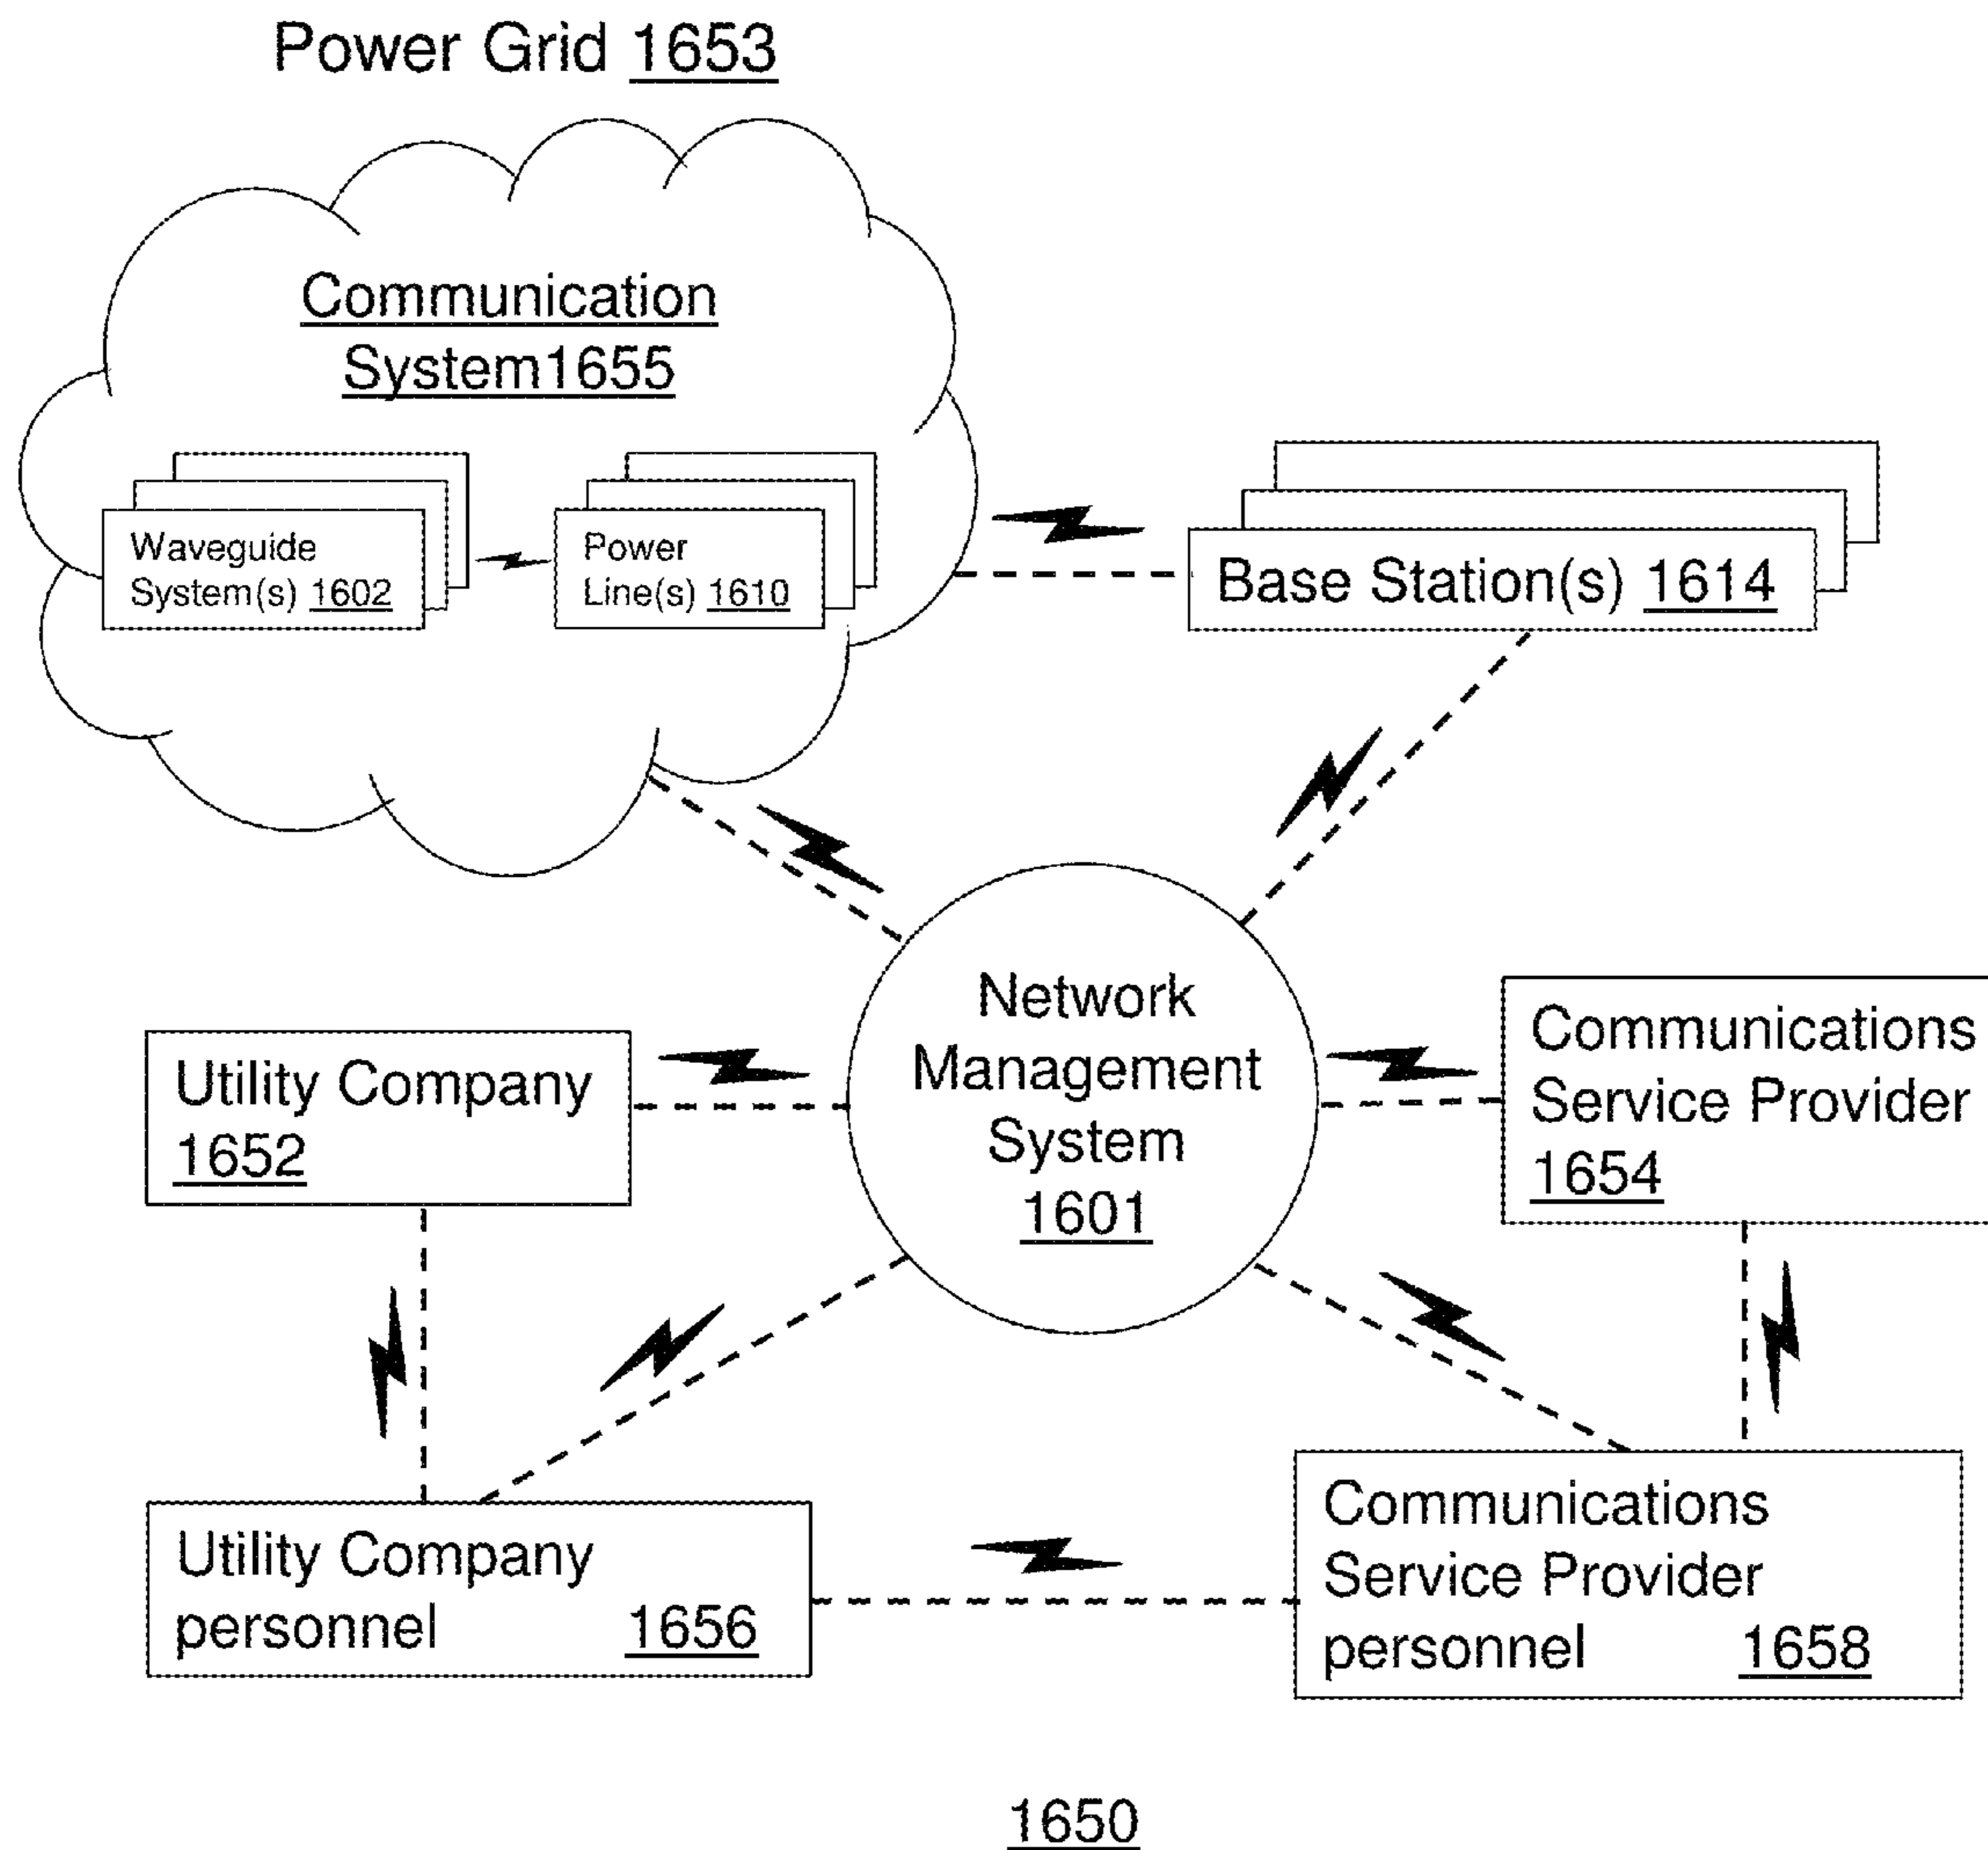 Power Grid 1653
Communication
System1655
Waveguide
System(s) 1602
Power
Line(s) 1610
Base Station(s) 1614
Network
Management
System
1601
Utility Company
1652
Communications
Service Provider
1654
Utility Company
personnel 1656
Communications
Service Provider
personnel 1658
1650